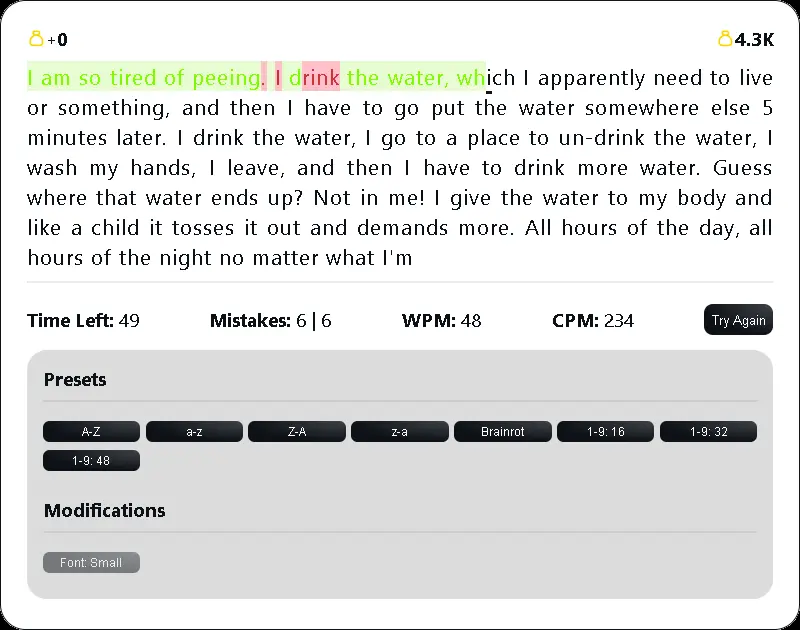 +0 4.3K
I am so tired of peeing. I drink the water, which I apparently need to live
or something, and then I have to go put the water somewhere else 5
minutes later. I drink the water, I go to a place to un-drink the water, I
wash my hands, I leave, and then I have to drink more water. Guess
where that water ends up? Not in me! I give the water to my body and
like a child it tosses it out and demands more. All hours of the day, all
hours of the night no matter what I'm
Time Left: 49 Mistakes: 6 | 6 WPM: 48 CPM: 234 Try Again
Presets
A-Z a-z Z-A z-a Brainrot 1-9: 16 1-9: 32
1-9: 48
Modifications
Font: Small